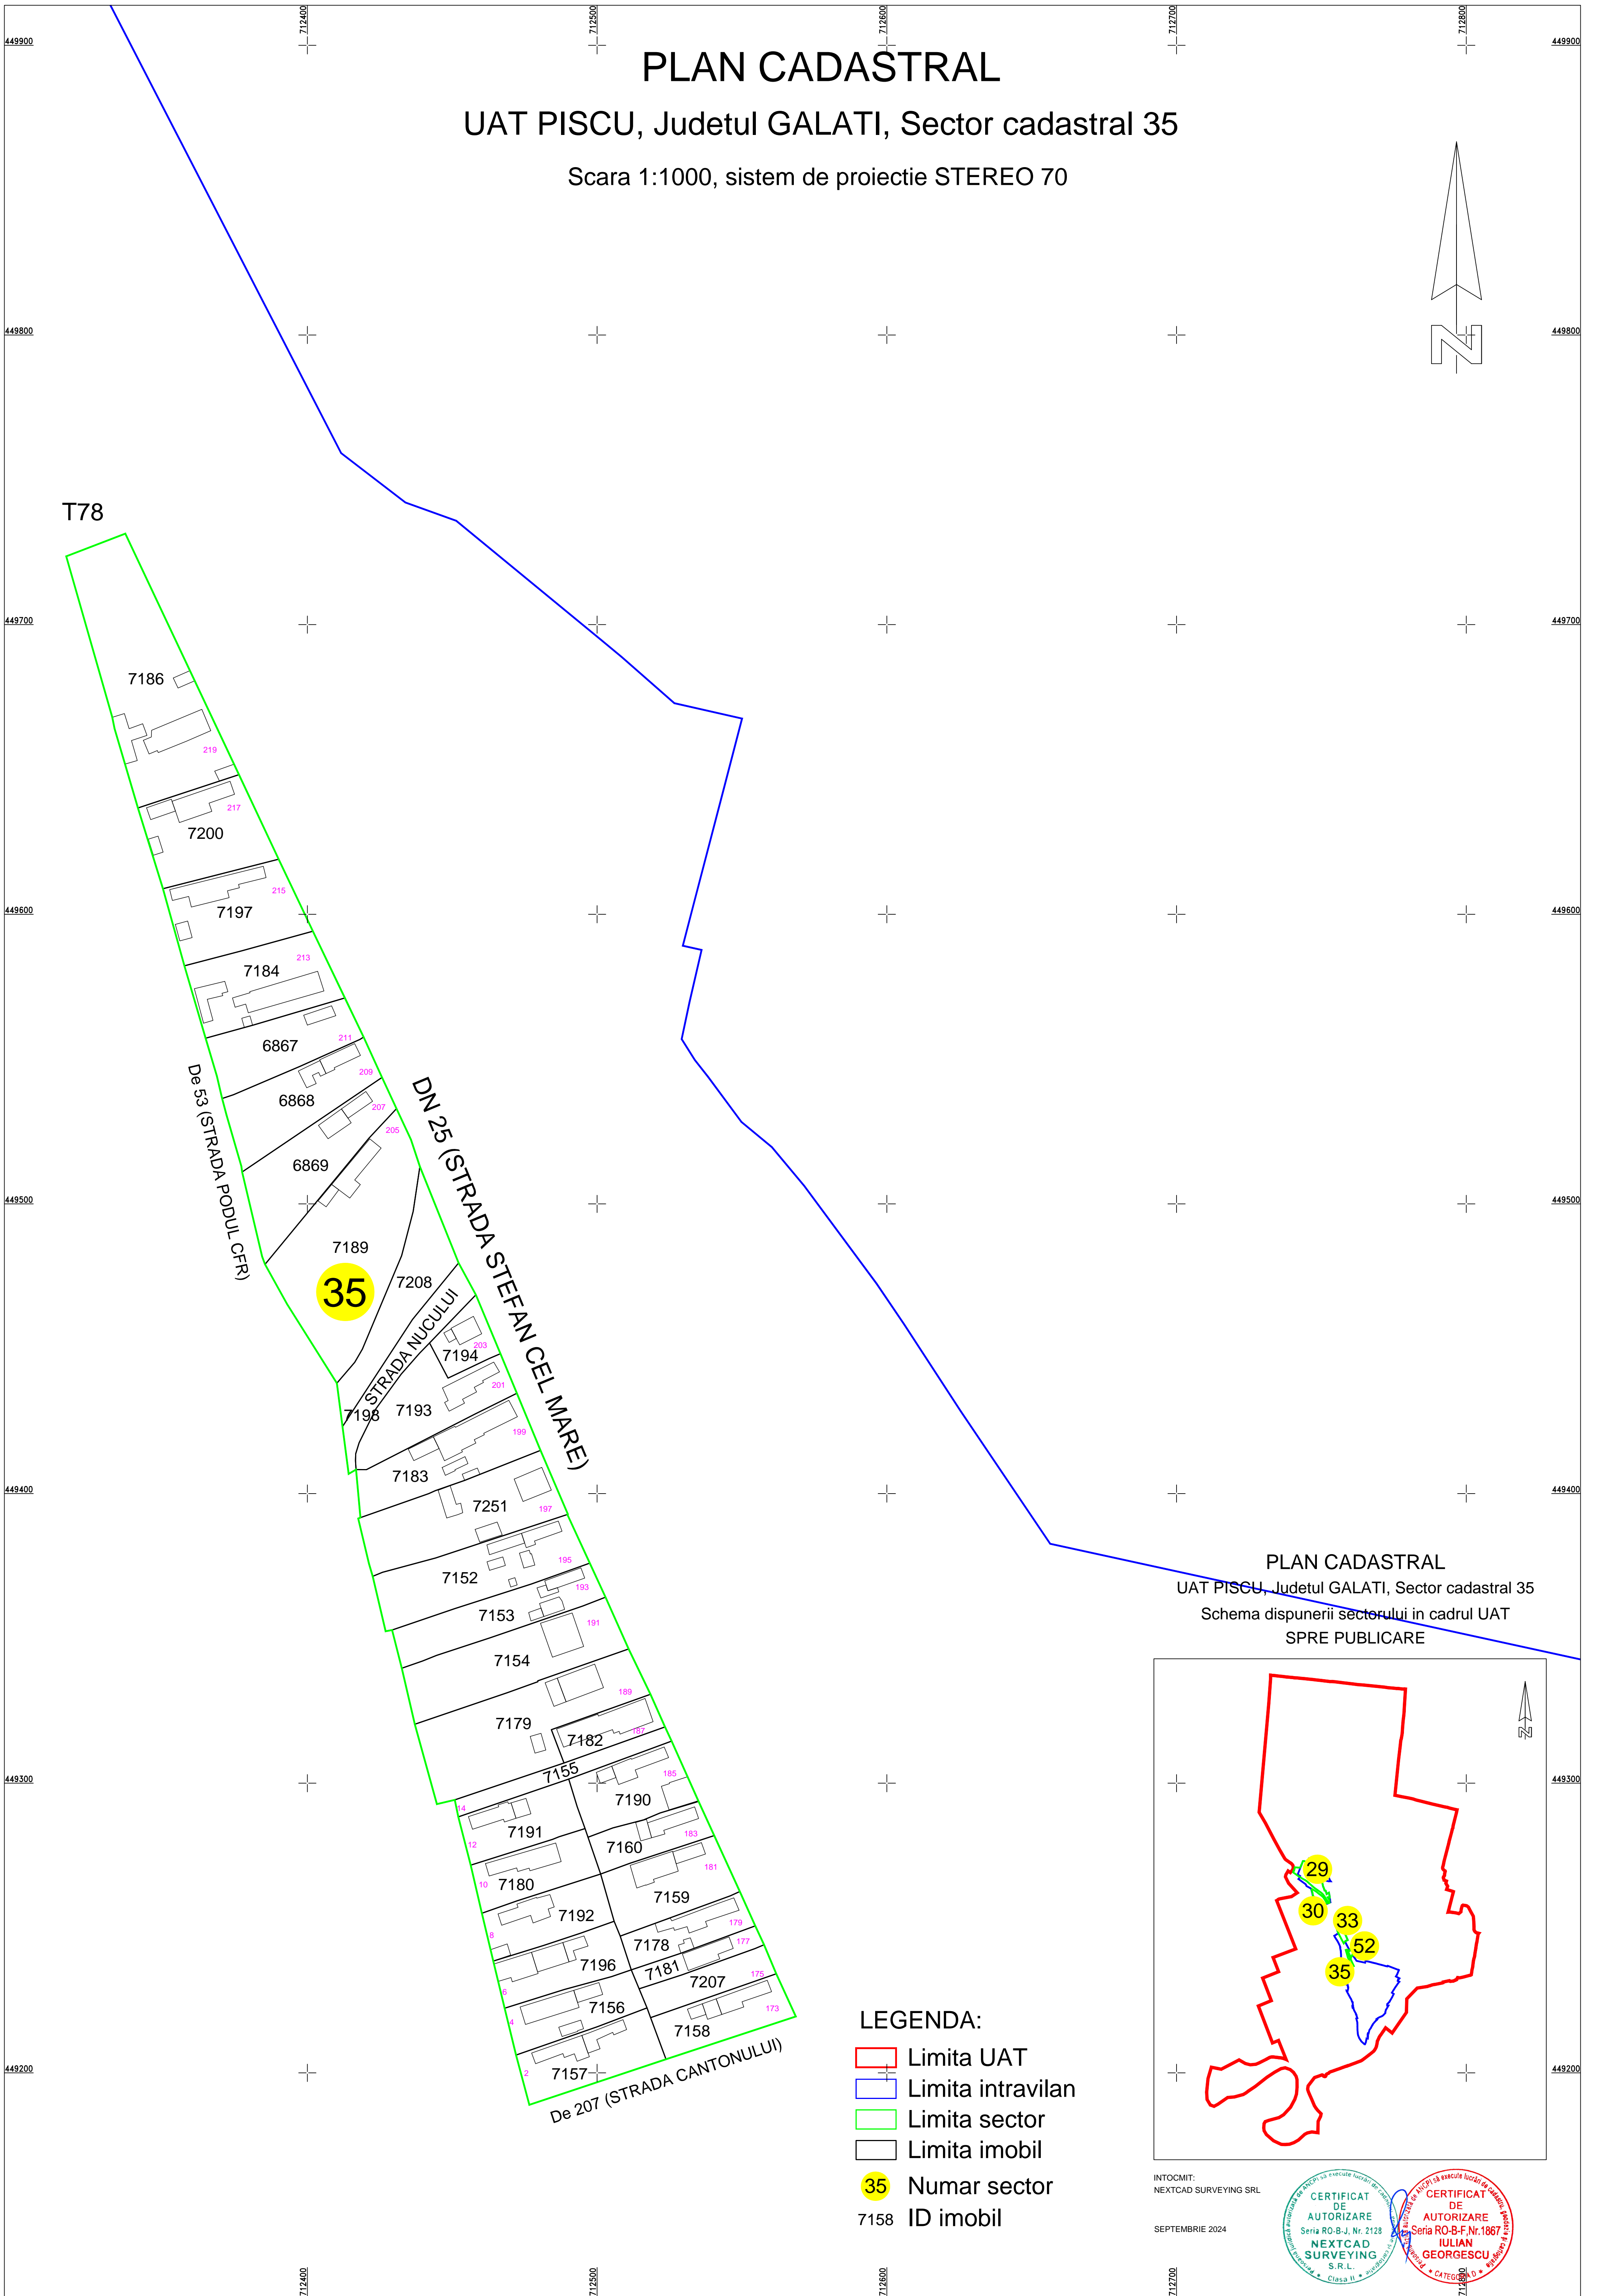 712400
712500
712600
712700
712800
449900
449900
PLAN CADASTRAL
UAT PISCU, Judetul GALATI, Sector cadastral 35
Scara 1:1000, sistem de proiectie STEREO 70
N
449800
449800
T78
449700
449700
7186
219
217
7200
215
7197
449600
449600
213
7184
211
6867
209
6868
207
205
6869
De 53 (STRADA PODUL CFR)
DN 25 (STRADA STEFAN CEL MARE)
449500
449500
7189
35
7208
STRADA NUCULUI
203
7194
201
7193
7198
199
7183
449400
449400
7251
197
195
7152
193
7153
191
7154
189
7179
187
7182
7155
185
449300
449300
7190
14
7191
183
12
7160
181
7180
10
7159
7192
179
8
7178
177
7196
7181
175
6
7207
7156
173
4
7158
2
7157
449200
449200
De 207 (STRADA CANTONULUI)
PLAN CADASTRAL
UAT PISCU, Judetul GALATI, Sector cadastral 35
Schema dispunerii sectorului in cadrul UAT
SPRE PUBLICARE
N
29
30
33
52
35
LEGENDA:
Limita UAT
Limita intravilan
Limita sector
Limita imobil
35 Numar sector
7158 ID imobil
INTOCMIT:
NEXTCAD SURVEYING SRL
SEPTEMBRIE 2024
CERTIFICAT
DE
AUTORIZARE
Seria RO-B-J, Nr. 2128
NEXTCAD
SURVEYING
S.R.L.
Clasa II
CERTIFICAT
DE
AUTORIZARE
Seria RO-B-F, Nr.1867
IULIAN
GEORGESCU
CATEGORIA D
712400
712500
712600
712700
712800